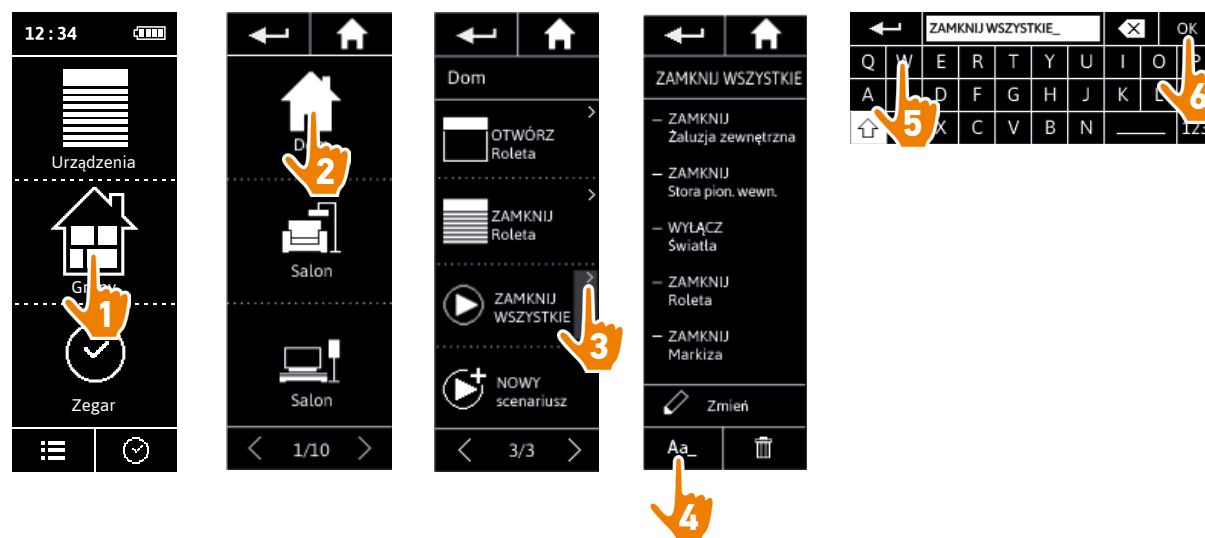 12:34
Urządzenia
1
Zegar
2
Salon
Salon
1/10
Dom
OTWÓRZ
Roleta
ZAMKNIJ
Roleta
ZAMKNIJ
WSZYSTKIE
3
NOWY
scenariusz
3/3
ZAMKNIJ WSZYSTKIE
– ZAMKNIJ
Żaluzja zewnętrzna
– ZAMKNIJ
Stora pion. wewn.
– WYŁĄCZ
Światła
– ZAMKNIJ
Roleta
– ZAMKNIJ
Markiza
Zmień
Aa_
4
ZAMKNIJ WSZYSTKIE_ OK
Q W E R T Y U I O P
A D F G H J K L
X C V B N 123
5
6